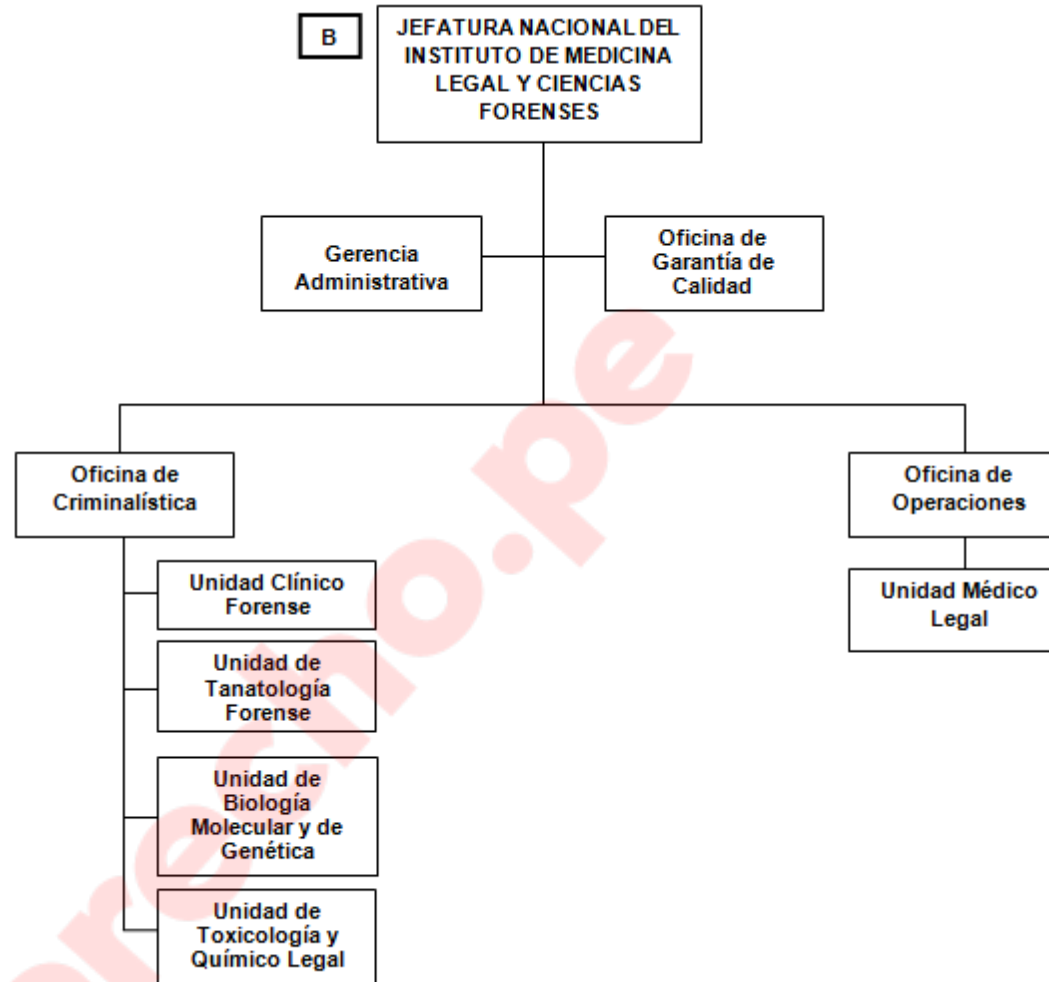 B
JEFATURA NACIONAL DEL
INSTITUTO DE MEDICINA
LEGAL Y CIENCIAS
FORENSES
Gerencia
Administrativa
Oficina de
Garantía de
Calidad
Oficina de
Criminalística
Oficina de
Operaciones
Unidad Clínico
Forense
Unidad Médico
Legal
Unidad de
Tanatología
Forense
Unidad de
Biología
Molecular y de
Genética
Unidad de
Toxicología y
Químico Legal
recho.pe